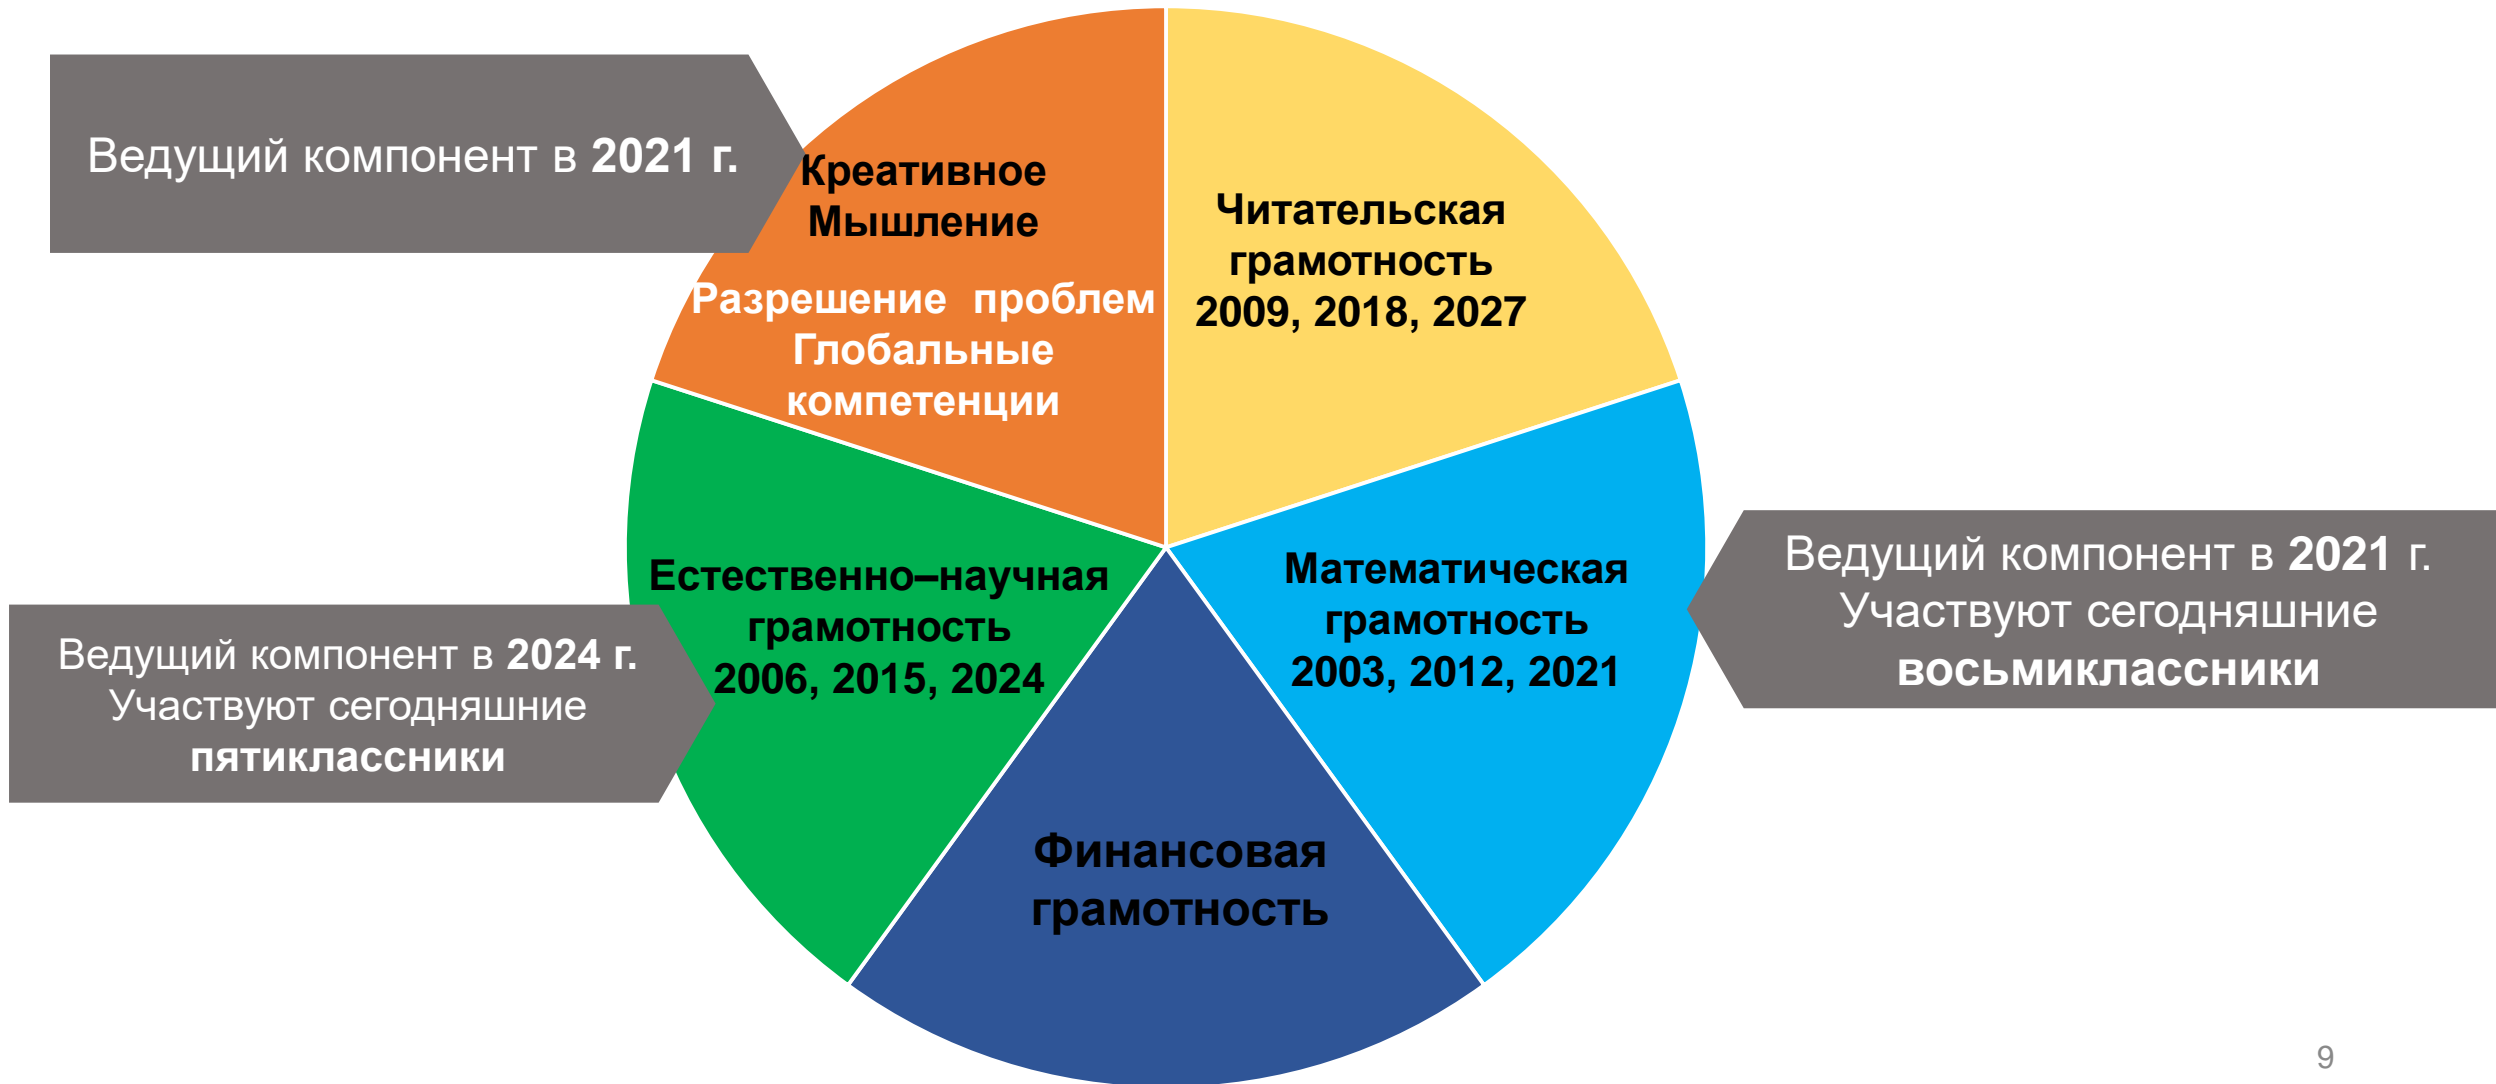 Ведущий компонент в 2021 г.
Креативное
Мышление
Разрешение проблем
Глобальные
компетенции
Читательская
грамотность
2009, 2018, 2027
Естественно–научная
грамотность
2006, 2015, 2024
Ведущий компонент в 2024 г.
Участвуют сегодняшние
пятиклассники
Математическая
грамотность
2003, 2012, 2021
Ведущий компонент в 2021 г.
Участвуют сегодняшние
восьмиклассники
Финансовая
грамотность
9